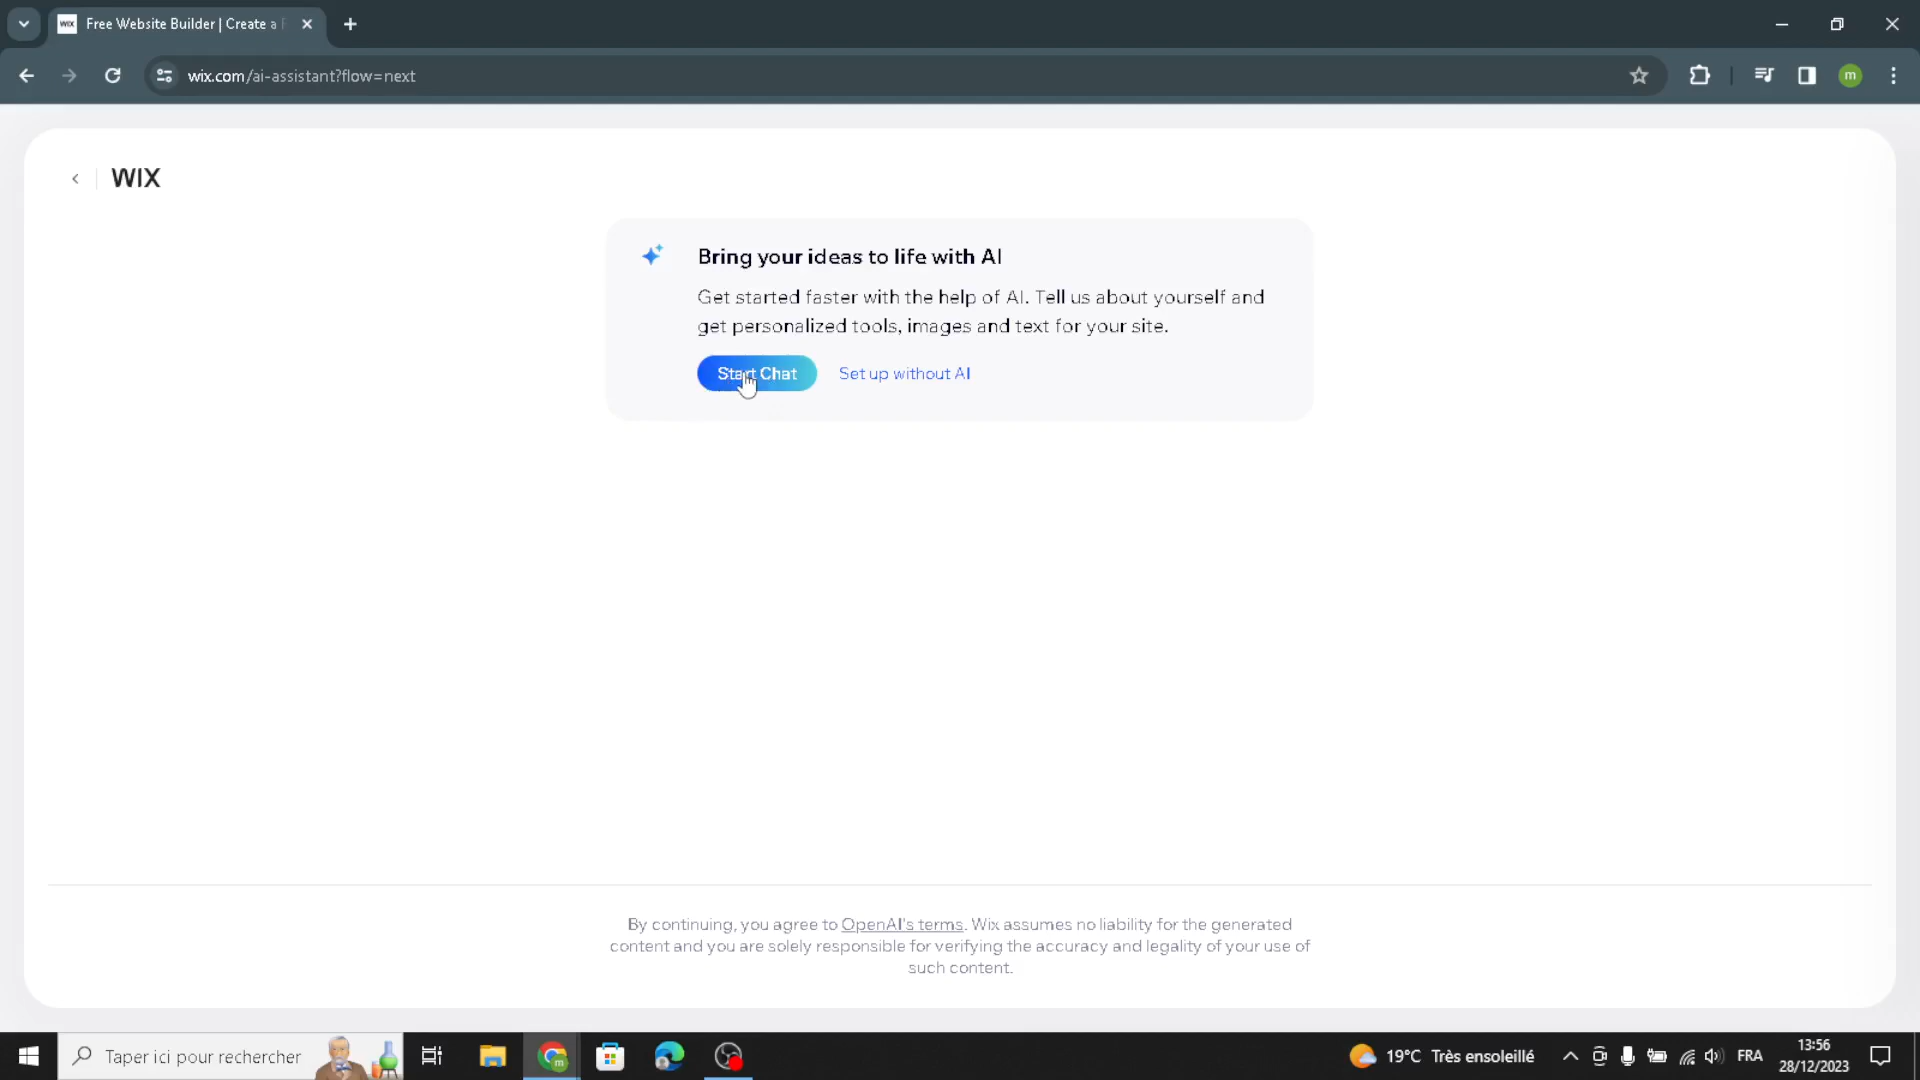 WIX Free Website Builder | Create a F
wix.com/ai-assistant?flow=next
m
WIX
Bring your ideas to life with AI
Get started faster with the help of AI. Tell us about yourself and
get personalized tools, images and text for your site.
Start Chat
Set up without AI
By continuing, you agree to OpenAI's terms. Wix assumes no liability for the generated
content and you are solely responsible for verifying the accuracy and legality of your use of
such content.
Taper ici pour rechercher
m
19°C Très ensoleillé
FRA
13:56
28/12/2023